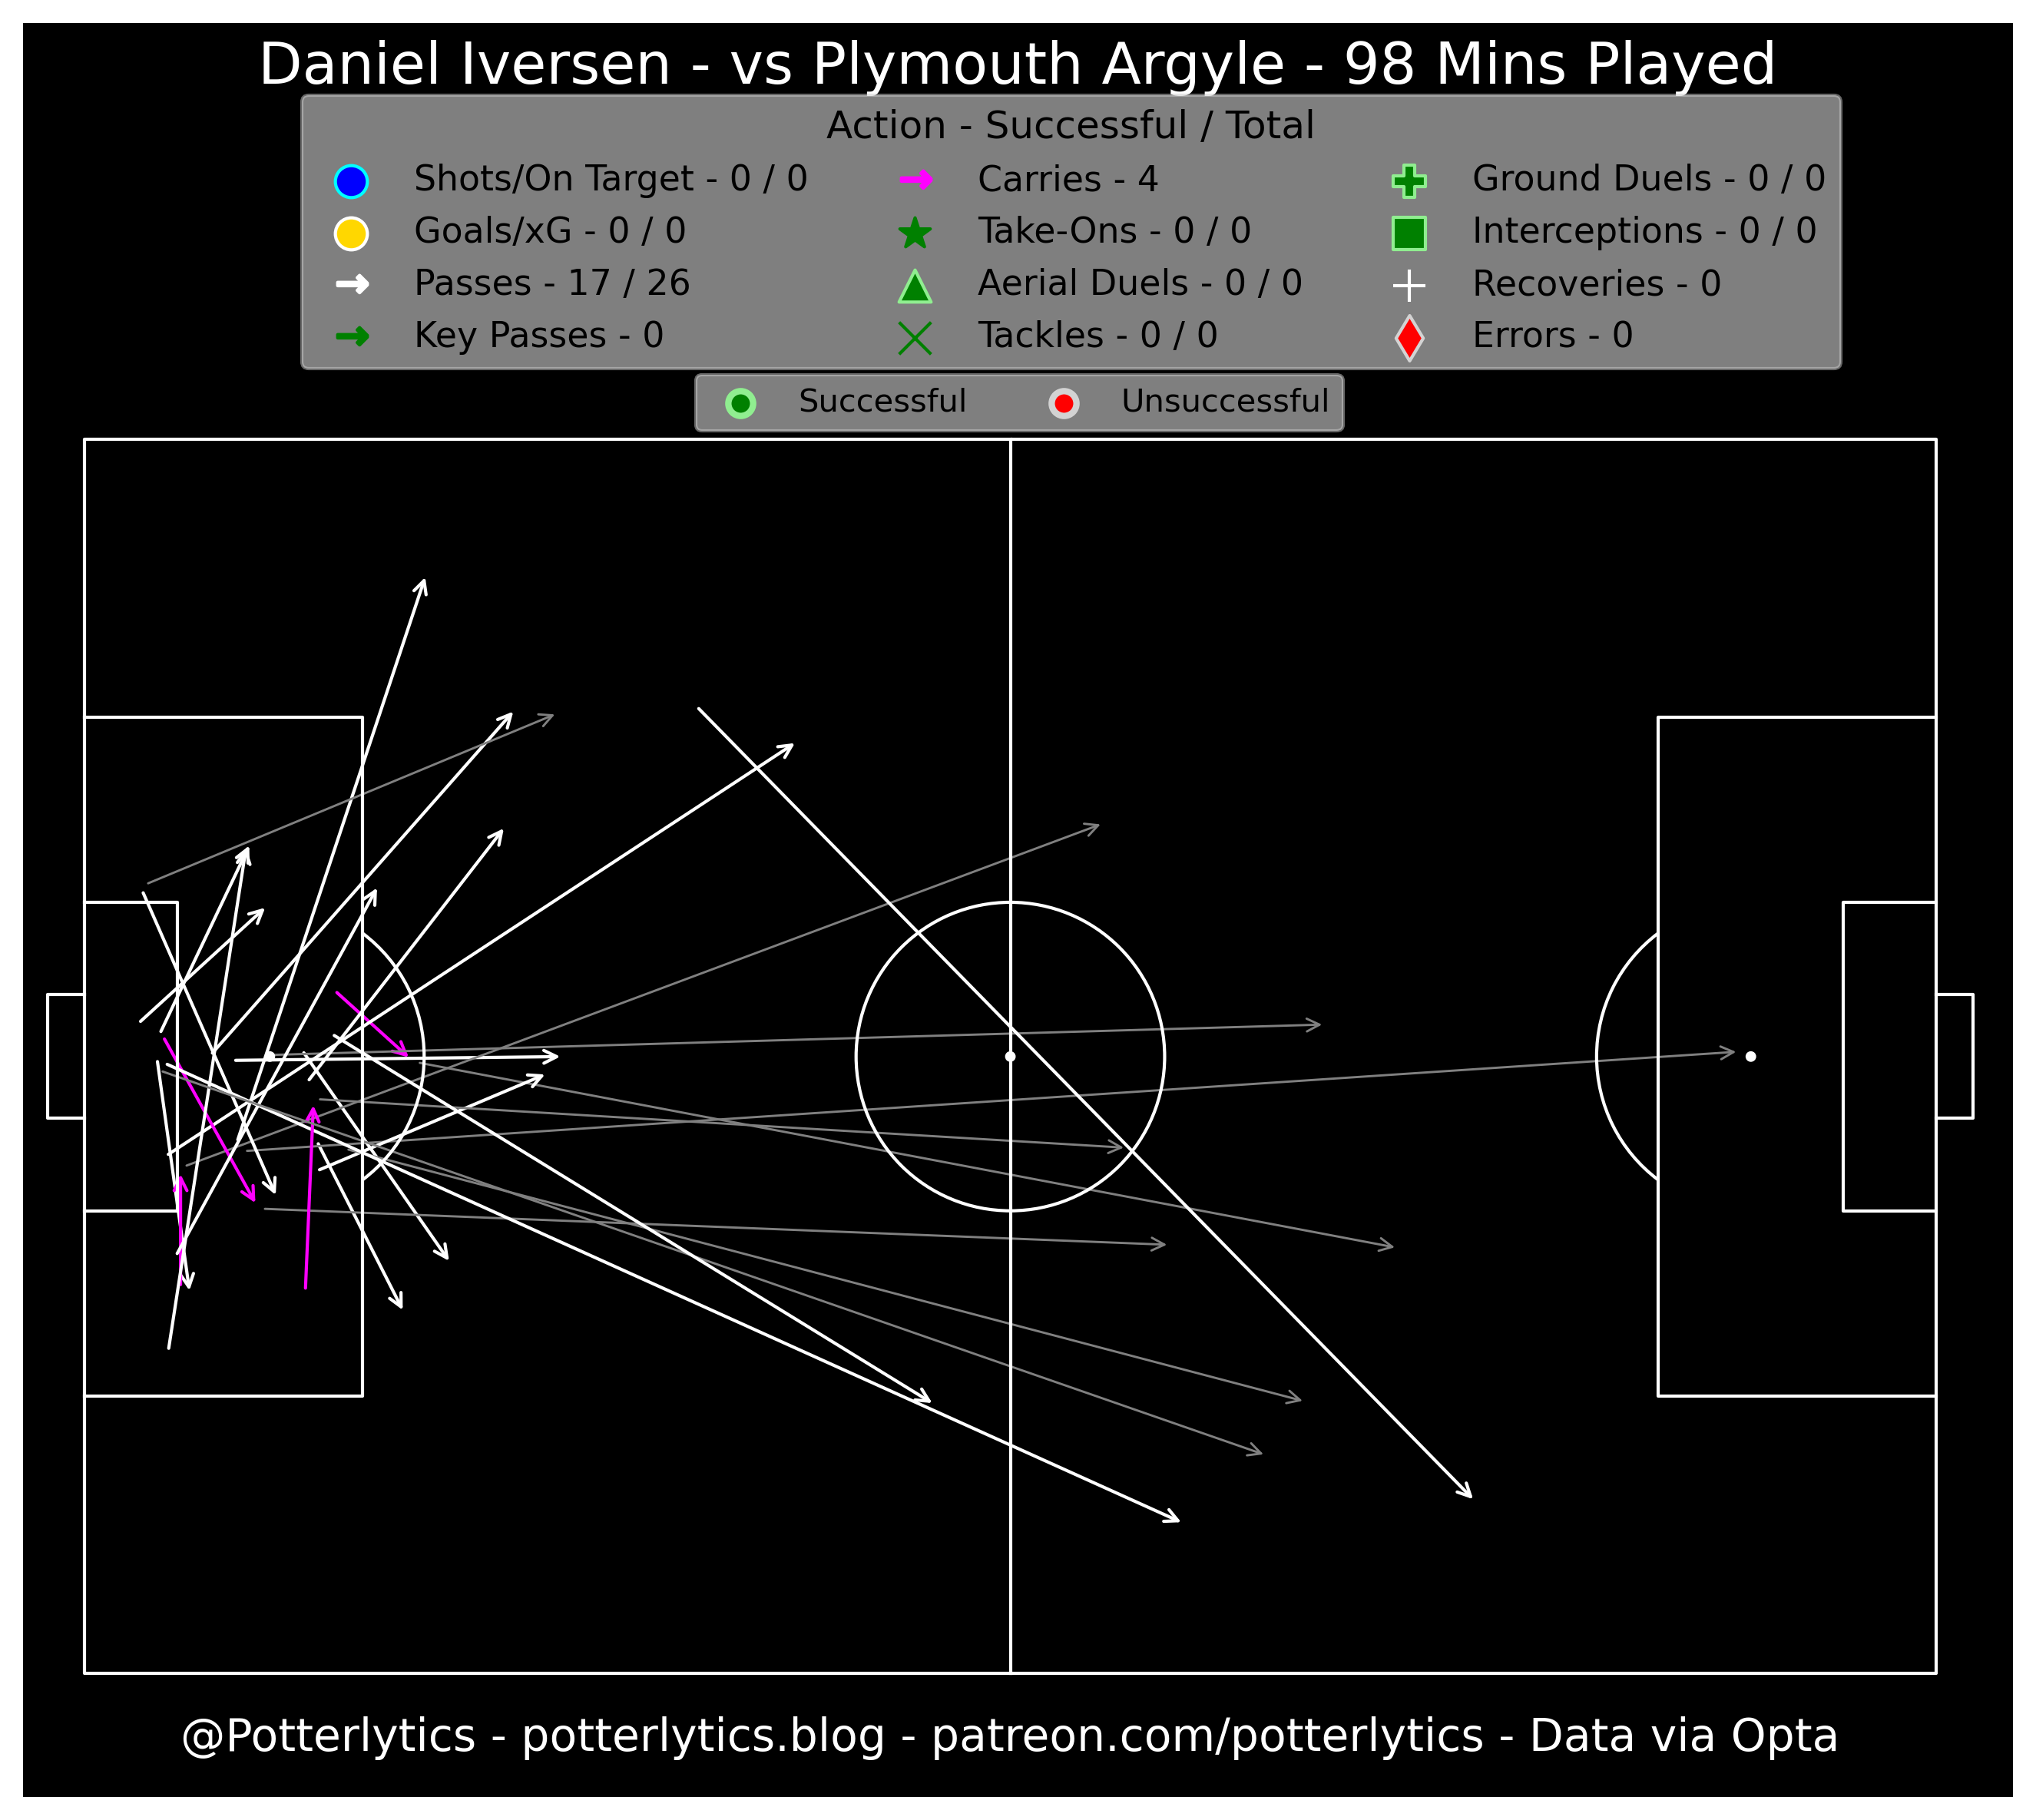 Daniel Iversen - vs Plymouth Argyle - 98 Mins Played
Action - Successful / Total
Shots/On Target - 0 / 0
Goals/xG - 0 / 0
Passes - 17 / 26
Key Passes - 0
Carries - 4
Take-Ons - 0 / 0
Aerial Duels - 0 / 0
Tackles - 0 / 0
Ground Duels - 0 / 0
Interceptions - 0 / 0
Recoveries - 0
Errors - 0
Successful
Unsuccessful
@Potterlytics - potterlytics.blog - patreon.com/potterlytics - Data via Opta